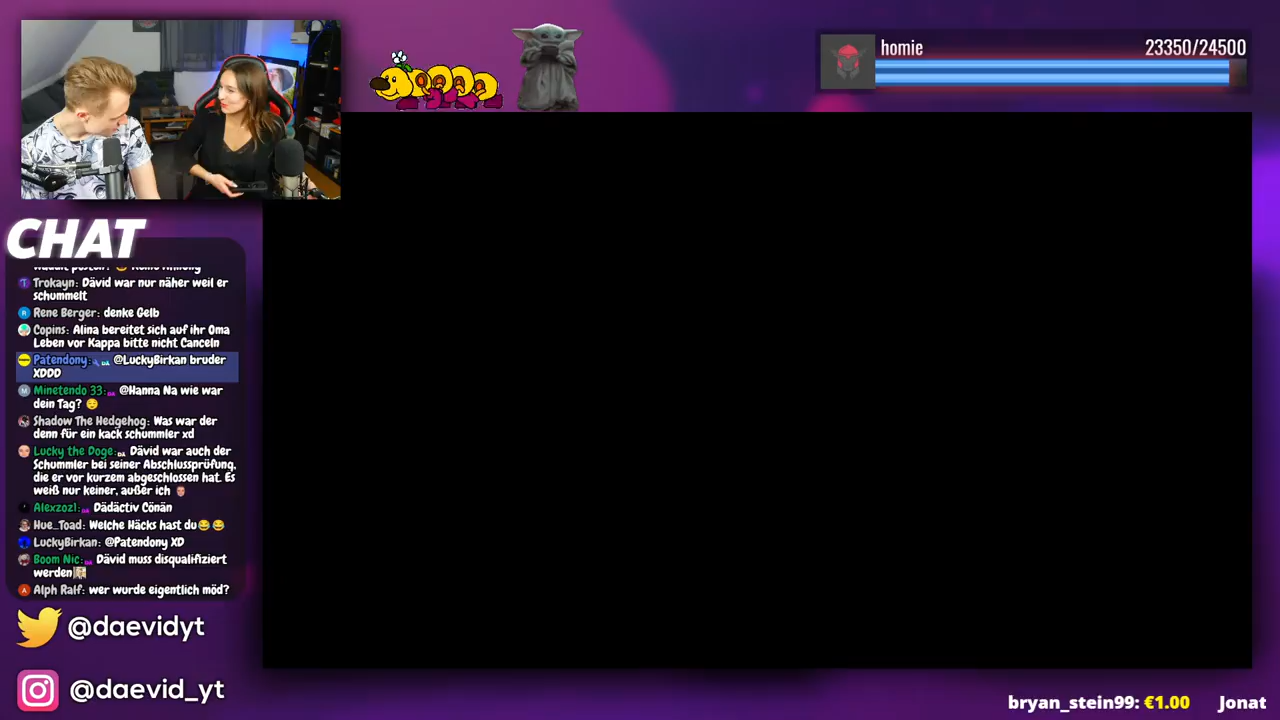 homie
23350/24500
CHAT
Trokayn: Dävid war nur näher weil er
schummelt
Rene Berger: denke Gelb
Copins: Alina bereitet sich auf ihr Oma
Leben vor Kappa bitte nicht Canceln
Patendony: @LuckyBirkan bruder
XDDD
Minetendo 33: @Hanna Na wie war
dein Tag?
Shadow The Hedgehog: Was war der
denn für ein kack schummler xd
Lucky the Doge: Dävid war auch der
Schummler bei seiner Abschlussprüfung,
die er vor kurzem abgeschlossen hat. Es
weiß nur keiner, außer ich
Alexzozl: Dädäctiv Cönän
Hue_Toad: Welche Häcks hast du
LuckyBirkan: @Patendony XD
Boom Nic: Dävid muss disqualifiziert
werden
Alph Ralf: wer wurde eigentlich möd?
@daevidyt
@daevid_yt
bryan_stein99: €1.00 Jonat